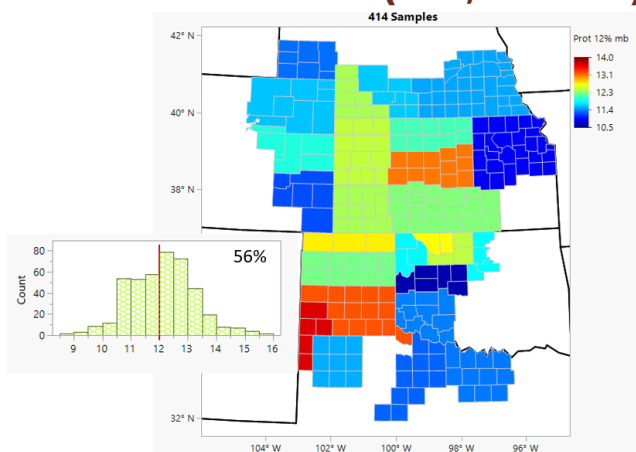 414 Samples
42° N
40° N
38° N
32° N
104° W
102° W
100° W
98° W
96° W
Prot 12% mb
14.0
13.1
12.2
11.4
10.5
56%
Count
80
60
40
20
0
9
10
11
12
13
14
15
16